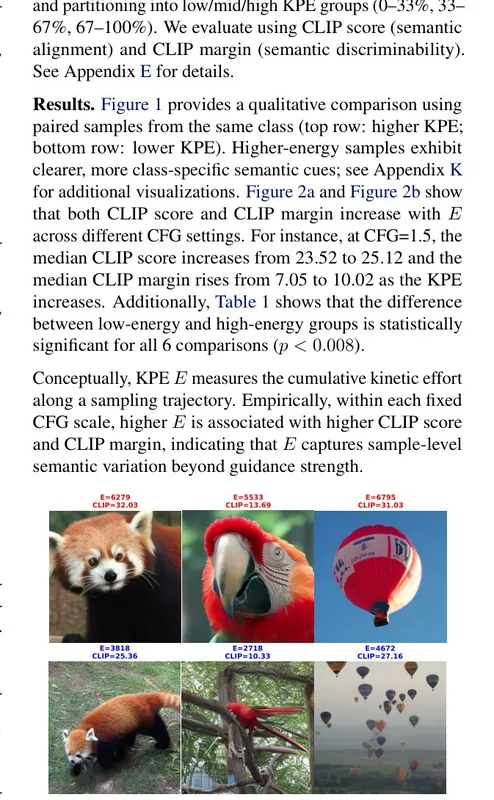 and partitioning into low/mid/high KPE groups (0–33%, 33–
67%, 67–100%). We evaluate using CLIP score (semantic
alignment) and CLIP margin (semantic discriminability).
See Appendix E for details.
Results. Figure 1 provides a qualitative comparison using
paired samples from the same class (top row: higher KPE;
bottom row: lower KPE). Higher-energy samples exhibit
clearer, more class-specific semantic cues; see Appendix K
for additional visualizations. Figure 2a and Figure 2b show
that both CLIP score and CLIP margin increase with E
across different CFG settings. For instance, at CFG=1.5, the
median CLIP score increases from 23.52 to 25.12 and the
median CLIP margin rises from 7.05 to 10.02 as the KPE
increases. Additionally, Table 1 shows that the difference
between low-energy and high-energy groups is statistically
significant for all 6 comparisons (p < 0.008).
Conceptually, KPE E measures the cumulative kinetic effort
along a sampling trajectory. Empirically, within each fixed
CFG scale, higher E is associated with higher CLIP score
and CLIP margin, indicating that E captures sample-level
semantic variation beyond guidance strength.
E=6279 E=5533 E=6795
CLIP=32.03 CLIP=13.69 CLIP=31.03
E=3818 E=2718 E=4672
CLIP=25.36 CLIP=10.33 CLIP=27.16